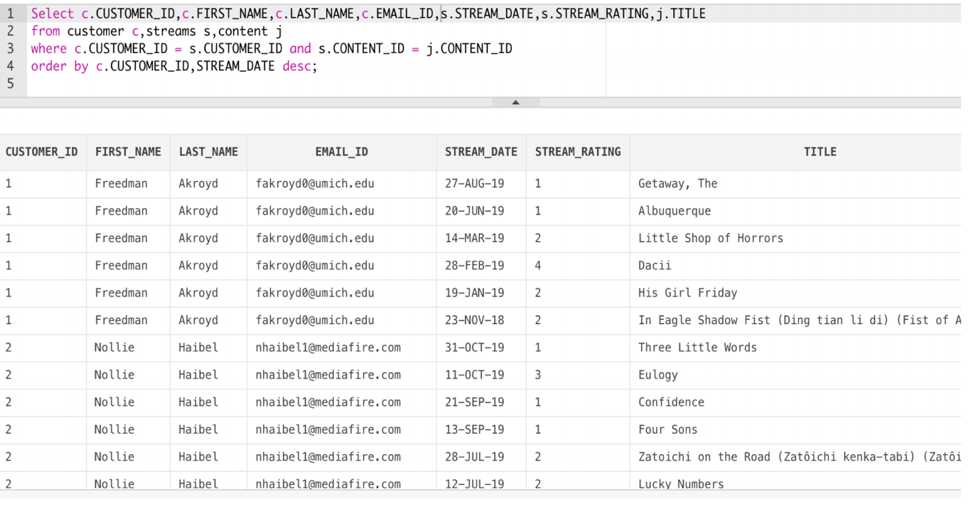 1 Select c.CUSTOMER_ID,c.FIRST_NAME,c.LAST_NAME,c.EMAIL_ID,s.STREAM_DATE,s.STREAM_RATING,j.TITLE
2 from customer c,streams s,content j
3 where c.CUSTOMER_ID = s.CUSTOMER_ID and s.CONTENT_ID = j.CONTENT_ID
4 order by c.CUSTOMER_ID,STREAM_DATE desc;
5
CUSTOMER_ID FIRST_NAME LAST_NAME EMAIL_ID STREAM_DATE STREAM_RATING TITLE
1 Freedman Akroyd fakroyd0@umich.edu 27-AUG-19 1 Getaway, The
1 Freedman Akroyd fakroyd0@umich.edu 20-JUN-19 1 Albuquerque
1 Freedman Akroyd fakroyd0@umich.edu 14-MAR-19 2 Little Shop of Horrors
1 Freedman Akroyd fakroyd0@umich.edu 28-FEB-19 4 Dacii
1 Freedman Akroyd fakroyd0@umich.edu 19-JAN-19 2 His Girl Friday
1 Freedman Akroyd fakroyd0@umich.edu 23-NOV-18 2 In Eagle Shadow Fist (Ding tian li di) (Fist of A
2 Nollie Haibel nhaibel1@mediafire.com 31-OCT-19 1 Three Little Words
2 Nollie Haibel nhaibel1@mediafire.com 11-OCT-19 3 Eulogy
2 Nollie Haibel nhaibel1@mediafire.com 21-SEP-19 1 Confidence
2 Nollie Haibel nhaibel1@mediafire.com 13-SEP-19 1 Four Sons
2 Nollie Haibel nhaibel1@mediafire.com 28-JUL-19 2 Zatoichi on the Road (Zatôichi kenka-tabi) (Zatôi
2 Nollie Haibel nhaibel1@mediafire.com 12-JUL-19 2 Lucky Numbers